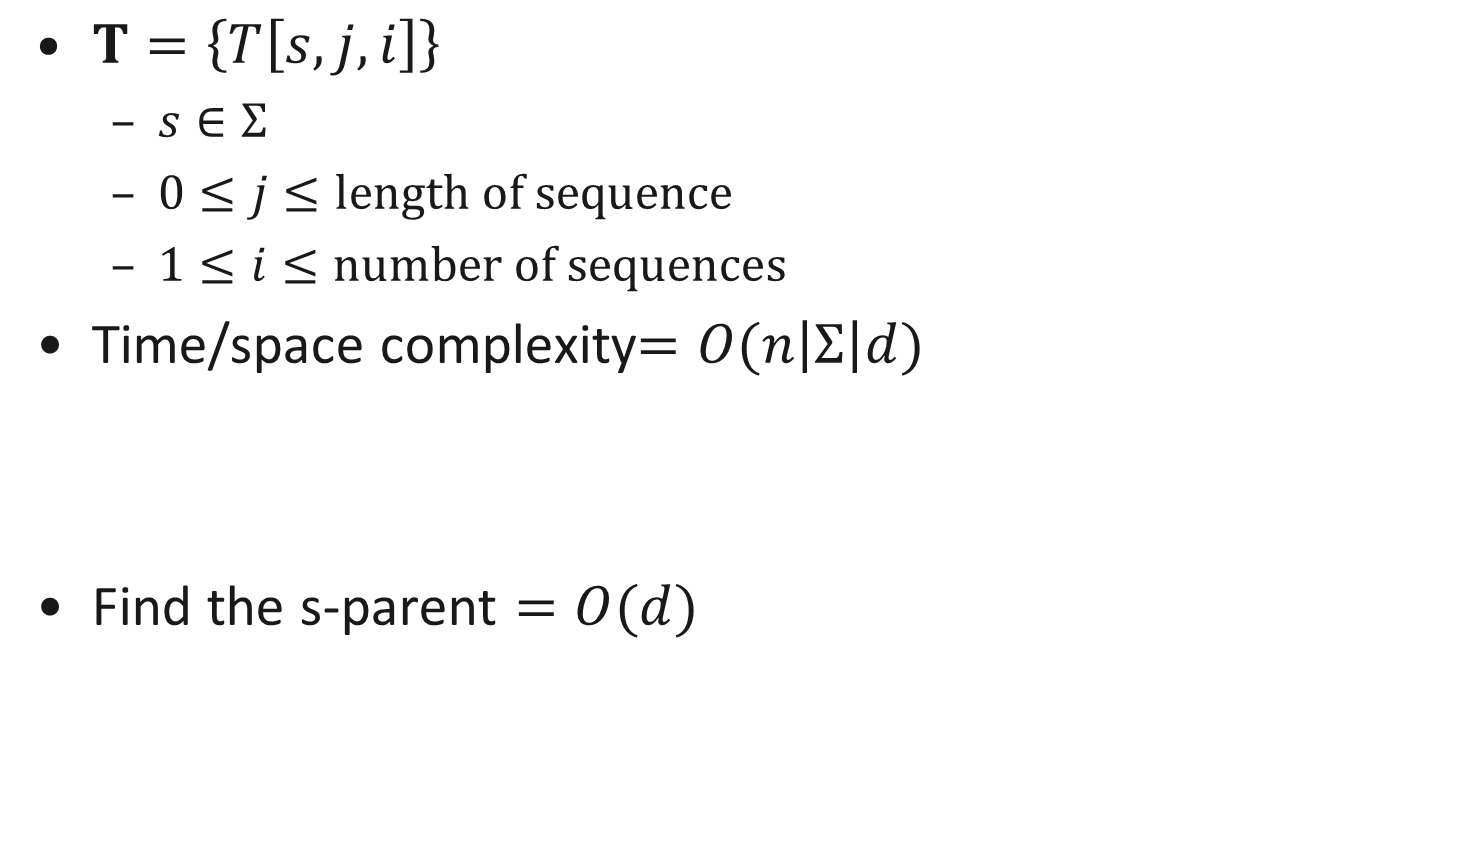 • T = {T[s, j, i]}
– s ∈ Σ
– 0 ≤ j ≤ length of sequence
– 1 ≤ i ≤ number of sequences
• Time/space complexity= O(n|Σ|d)
• Find the s-parent = O(d)